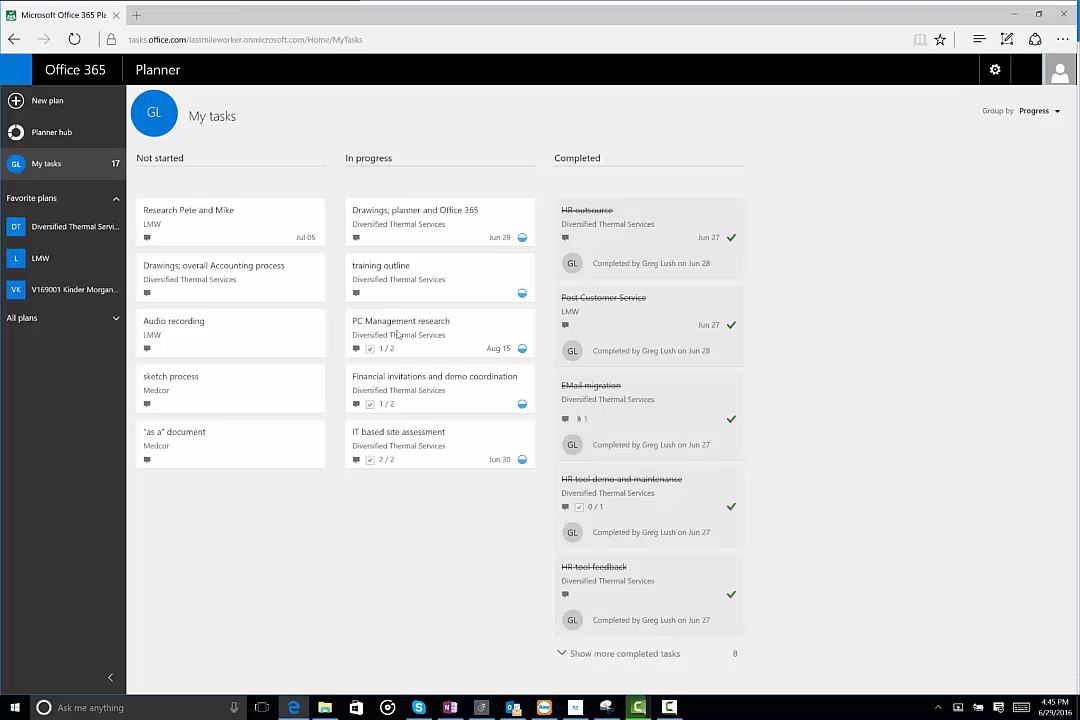 Microsoft Office 365 Pla
tasks.office.com/lastmileworker.onmicrosoft.com/Home/MyTasks
Office 365
Planner
New plan
Planner hub
GL
My tasks
17
Favorite plans
DT
Diversified Thermal Servi...
L
LMW
VK
V169001 Kinder Morgan...
All plans
GL
My tasks
Group by Progress
Not started
Research Pete and Mike
LMW
Jul 05
Drawings; overall Accounting process
Diversified Thermal Services
Audio recording
LMW
sketch process
Medcor
"as a" document
Medcor
In progress
Drawings; planner and Office 365
Diversified Thermal Services
Jun 29
training outline
Diversified Thermal Services
PC Management research
Diversified Thermal Services
1 / 2
Aug 15
Financial invitations and demo coordination
Diversified Thermal Services
1 / 2
IT based site assessment
Diversified Thermal Services
2 / 2
Jun 30
Completed
HR outsource
Diversified Thermal Services
Jun 27
GL
Completed by Greg Lush on Jun 28
Post Customer Service
LMW
Jun 27
GL
Completed by Greg Lush on Jun 28
EMail migration
Diversified Thermal Services
1
GL
Completed by Greg Lush on Jun 27
HR tool demo and maintenance
Diversified Thermal Services
0 / 1
GL
Completed by Greg Lush on Jun 27
HR tool feedback
Diversified Thermal Services
GL
Completed by Greg Lush on Jun 27
Show more completed tasks
8
Ask me anything
4:45 PM
6/29/2016